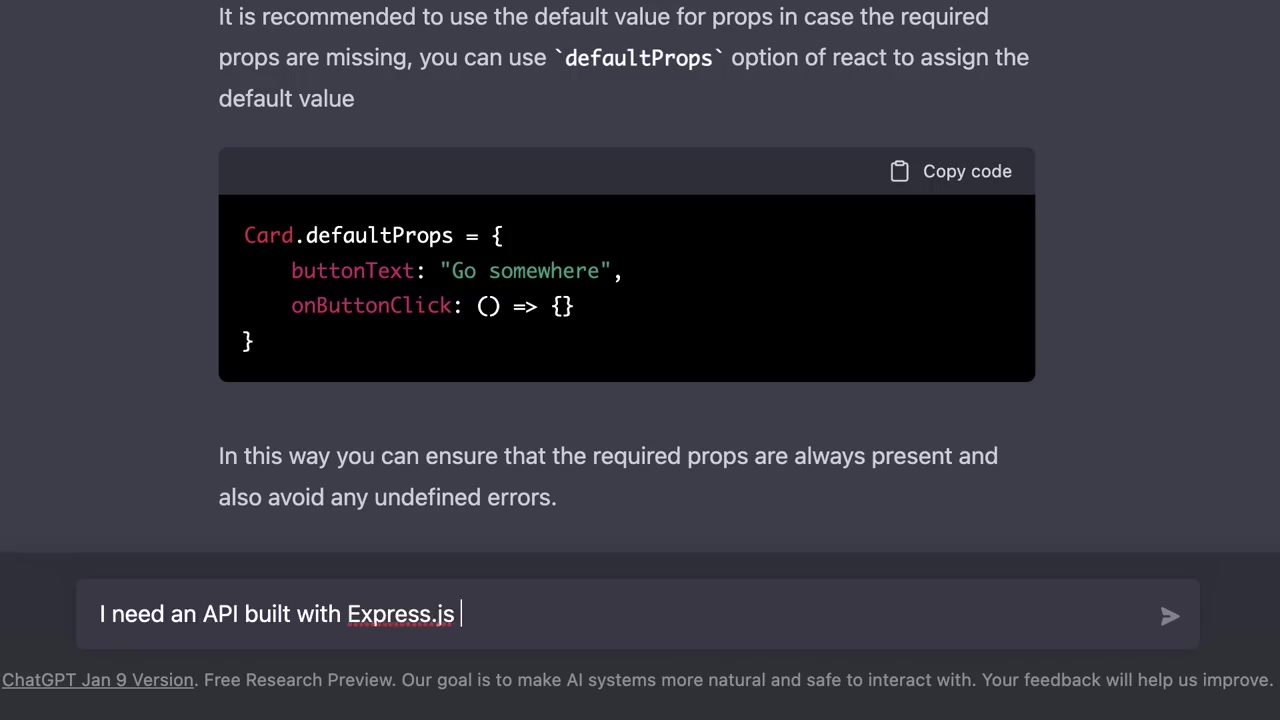 It is recommended to use the default value for props in case the required
props are missing, you can use `defaultProps` option of react to assign the
default value
Copy code
Card.defaultProps = {
    buttonText: "Go somewhere",
    onButtonClick: () => {}
}
In this way you can ensure that the required props are always present and
also avoid any undefined errors.
I need an API built with Express.js
ChatGPT Jan 9 Version. Free Research Preview. Our goal is to make AI systems more natural and safe to interact with. Your feedback will help us improve.